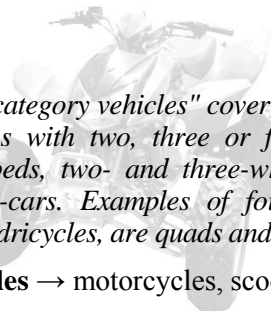 category vehicles" cover
s with two, three or f
peds, two- and three-wh
-cars. Examples of fou
dricycles, are quads and
les → motorcycles, scoo